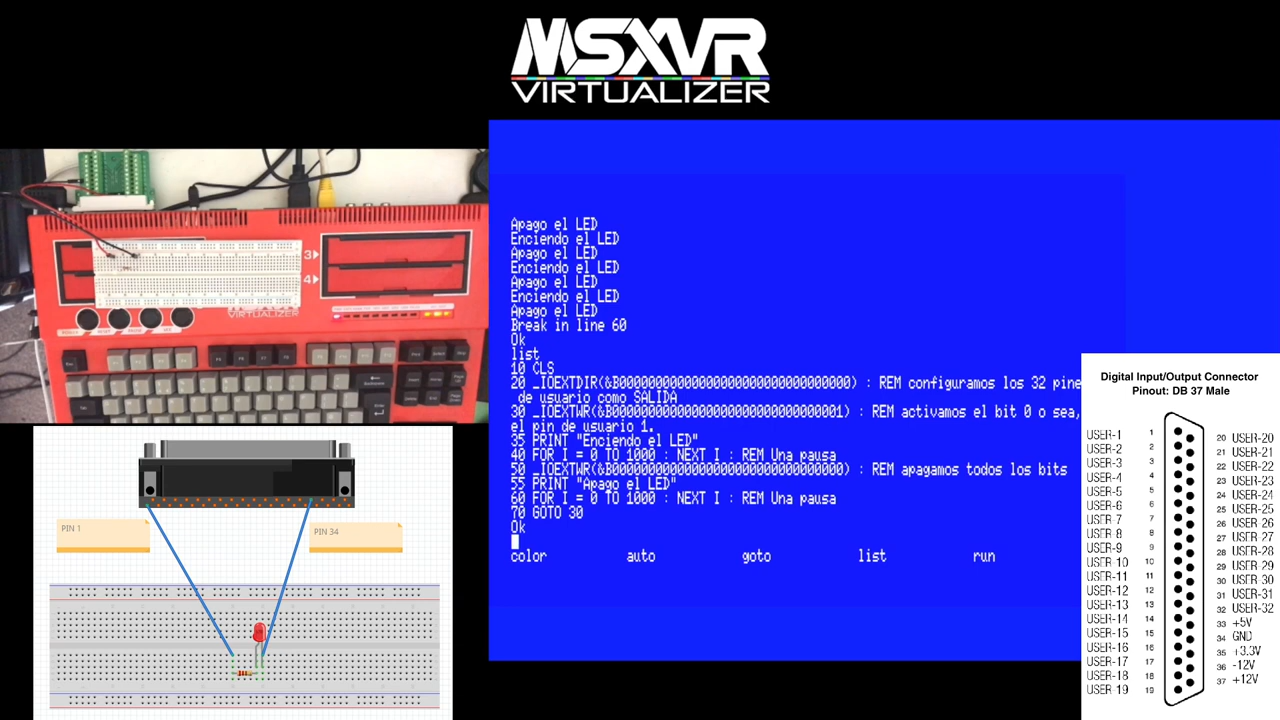 MSXVR
VIRTUALIZER
Apago el LED
Enciendo el LED
Apago el LED
Enciendo el LED
Apago el LED
Enciendo el LED
Apago el LED
Break in line 60
Ok
list
10 CLS
20 _IOEXTDIR(&B00000000000000000000000000000000) : REM configuramos los 32 pine
de usuario como SALIDA
30 _IOEXTWR(&B00000000000000000000000000000001) : REM activamos el bit 0 o sea,
el pin de usuario 1.
35 PRINT "Enciendo el LED"
40 FOR I = 0 TO 1000 : NEXT I : REM Una pausa
50 _IOEXTWR(&B00000000000000000000000000000000) : REM apagamos todos los bits
55 PRINT "Apago el LED"
60 FOR I = 0 TO 1000 : NEXT I : REM Una pausa
70 GOTO 30
Ok
color auto goto list run
3
4
VIRTUALIZER
PIN 1
PIN 34
Digital Input/Output Connector
Pinout: DB 37 Male
USER-1 1
USER-2 2
USER-3 3
USER-4 4
USER-5 5
USER-6 6
USER-7 7
USER-8 8
USER-9 9
USER-10 10
USER-11 11
USER-12 12
USER-13 13
USER-14 14
USER-15 15
USER-16 16
USER-17 17
USER-18 18
USER-19 19
20 USER-20
21 USER-21
22 USER-22
23 USER-23
24 USER-24
25 USER-25
26 USER-26
27 USER-27
28 USER-28
29 USER-29
30 USER-30
31 USER-31
32 USER-32
33 +5V
34 GND
35 +3.3V
36 -12V
37 +12V